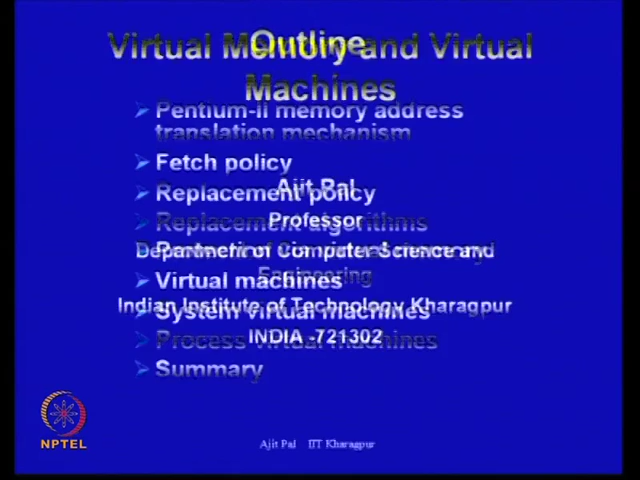 Outline
Virtual Memory and Virtual
Machines
Pentium-II memory address
translation mechanism
Fetch policy
Ajit Pal
Replacement policy
Professor
Replacement algorithms
Department of Computer Science and
Engineering
Virtual machines
Indian Institute of Technology Kharagpur
System virtual machines
INDIA -721302
Process virtual machines
Summary
NPTEL
Ajit Pal IIT Kharagpur